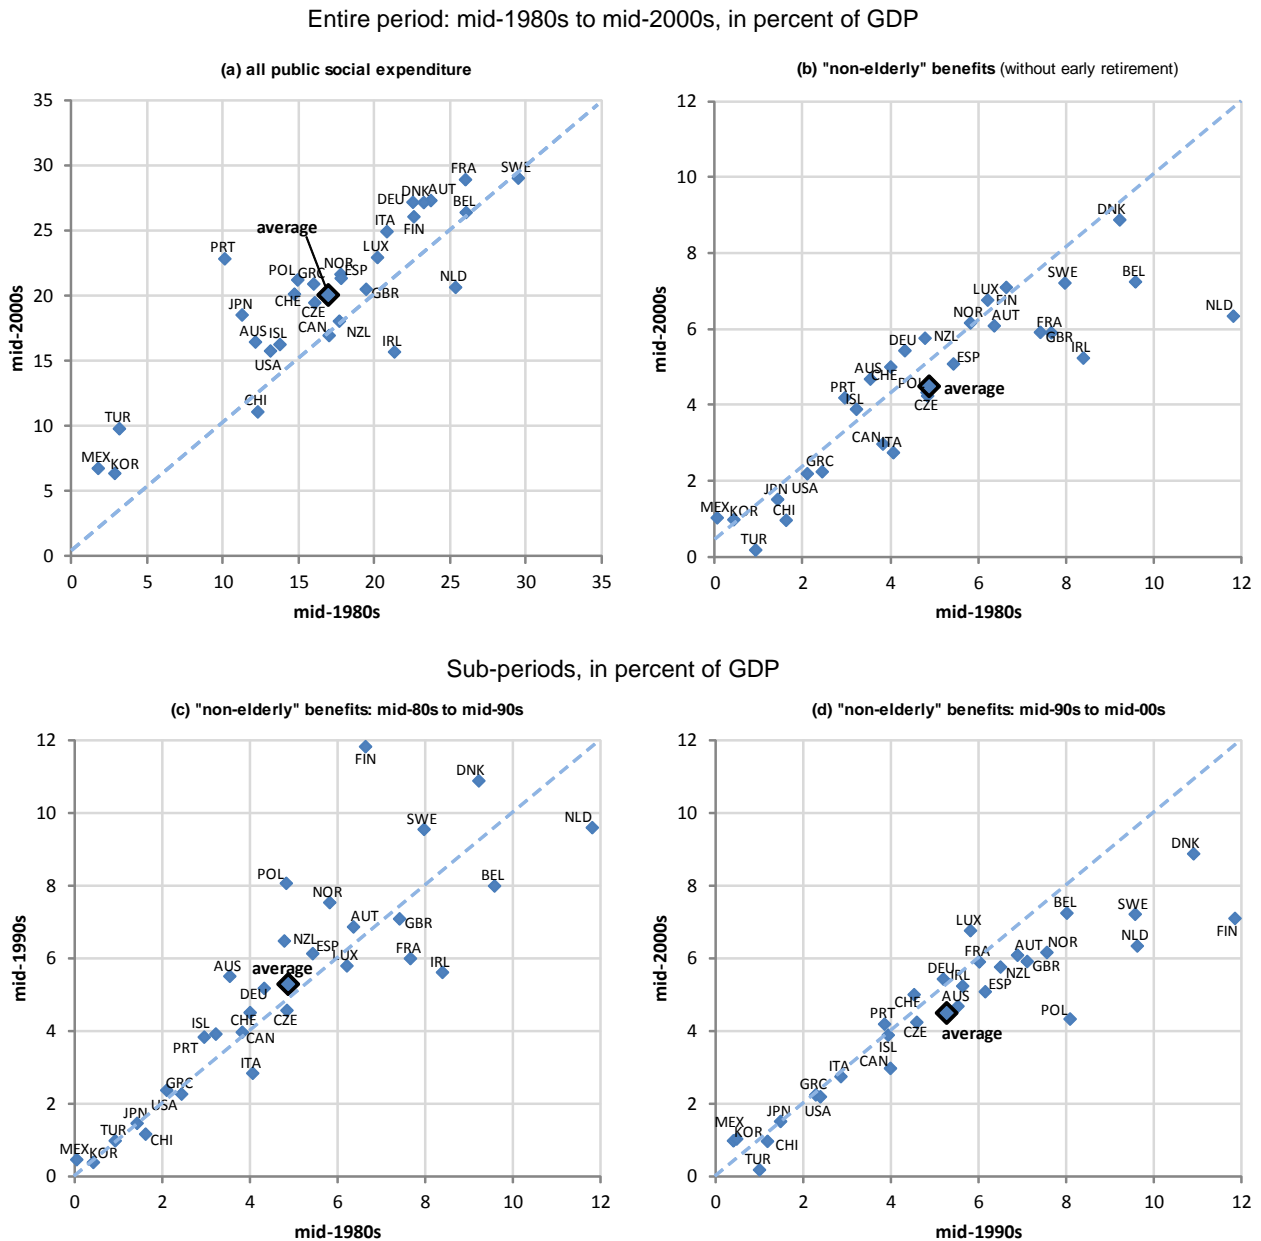 Entire period: mid-1980s to mid-2000s, in percent of GDP
(a) all public social expenditure
35
30
25
20
15
10
5
0
mid-2000s
FRA
SWE
DEU
DNK
AUT
BEL
ITA
FIN
average
LUX
PRT
NOR
ESP
POL
GRC
NLD
CHE
GBR
JPN
CZE
CAN
NZL
AUS
ISL
IRL
USA
CHI
TUR
MEX
KOR
0 5 10 15 20 25 30 35
mid-1980s
(b) "non-elderly" benefits (without early retirement)
12
10
8
6
4
2
0
mid-2000s
DNK
SWE
BEL
LUX
FIN
NLD
NOR
AUT
FRA
GBR
DEU
NZL
IRL
ESP
AUS
CHE
POL
average
PRT
ISL
CZE
CAN
ITA
GRC
JPN
USA
MEX
KOR
CHI
TUR
0 2 4 6 8 10 12
mid-1980s
Sub-periods, in percent of GDP
(c) "non-elderly" benefits: mid-80s to mid-90s
12
10
8
6
4
2
0
mid-1990s
FIN
DNK
SWE
NLD
POL
BEL
NOR
AUT
GBR
NZL
ESP
LUX
FRA
IRL
AUS
average
DEU
ISL
CHE
CZE
PRT
CAN
ITA
GRC
USA
JPN
TUR
CHI
MEX
KOR
0 2 4 6 8 10 12
mid-1980s
(d) "non-elderly" benefits: mid-90s to mid-00s
12
10
8
6
4
2
0
mid-2000s
DNK
BEL
SWE
LUX
FIN
NLD
FRA
AUT
NOR
DEU
IRL
NZL
GBR
ESP
CHE
AUS
POL
PRT
CZE
average
ISL
CAN
ITA
GRC
USA
JPN
MEX
KOR
CHI
TUR
0 2 4 6 8 10 12
mid-1990s